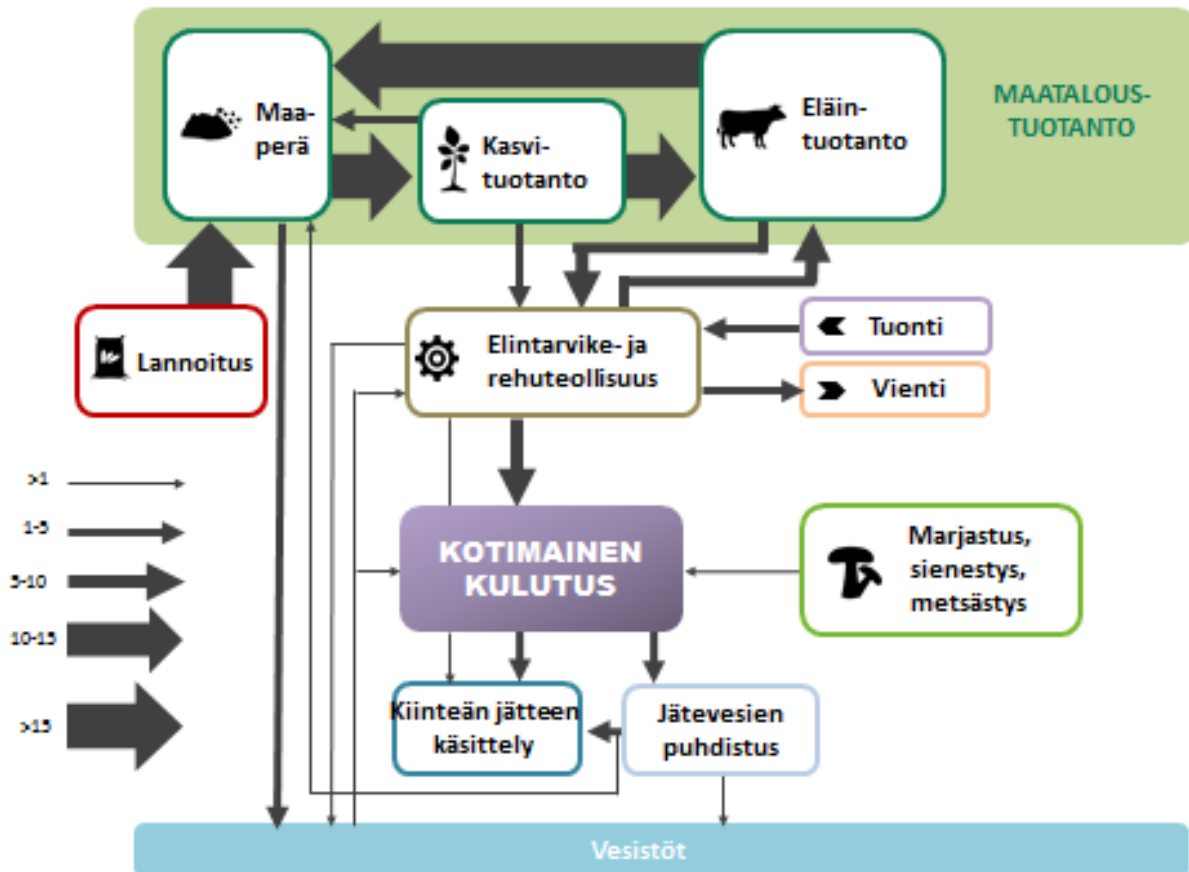 Maa-
perä
Kasvi-
tuotanto
Eläin-
tuotanto
MAATALOUS-
TUOTANTO
Lannoitus
Elintarvike- ja
rehuteollisuus
Tuonti
Vienti
>1
1-5
5-10
10-15
>15
KOTIMAINEN
KULUTUS
Marjastus,
sienestys,
metsästys
Kiinteän jätteen
käsittely
Jätevesien
puhdistus
Vesistöt